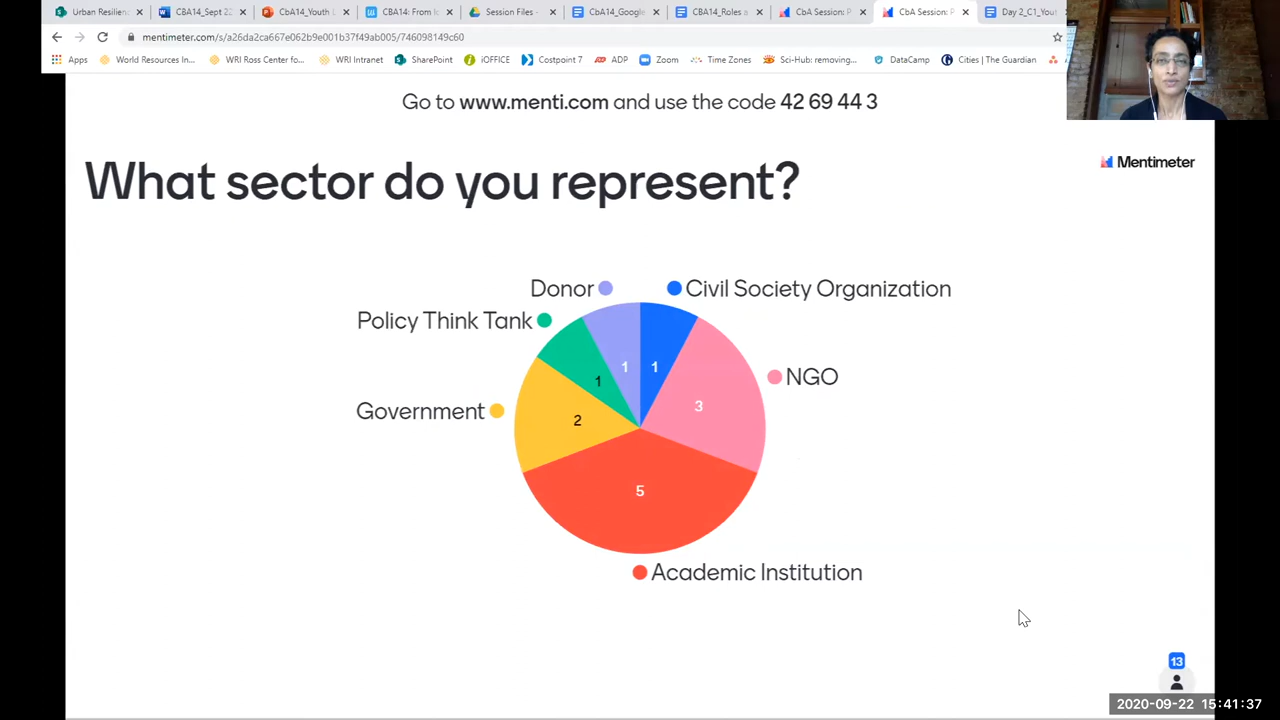 Urban Resilienc
CBA14_Sept 22
CbA14_Youth L
CBA14: From lo
Session Files -
CbA14_Google
CBA14_Roles a
CbA Session: P
CbA Session: P
Day 2_C1_You
mentimeter.com/s/a26da2ca667e062b9e001b37f49ab005/746098149c60
Apps
World Resources In...
WRI Ross Center fo...
WRI Intranet
SharePoint
iOFFICE
Costpoint 7
ADP
Zoom
Time Zones
Sci-Hub: removing...
DataCamp
Cities | The Guardian
Go to www.menti.com and use the code 42 69 44 3
Mentimeter
What sector do you represent?
Donor
Civil Society Organization
Policy Think Tank
NGO
Government
1
1
1
3
2
5
Academic Institution
13
2020-09-22 15:41:37